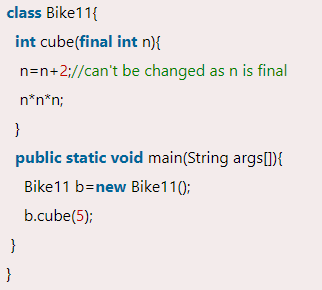 class Bike11{
int cube(final int n){
n=n+2;//can't be changed as n is final
n*n*n;
}
public static void main(String args[]){
Bike11 b=new Bike11();
b.cube(5);
}
}